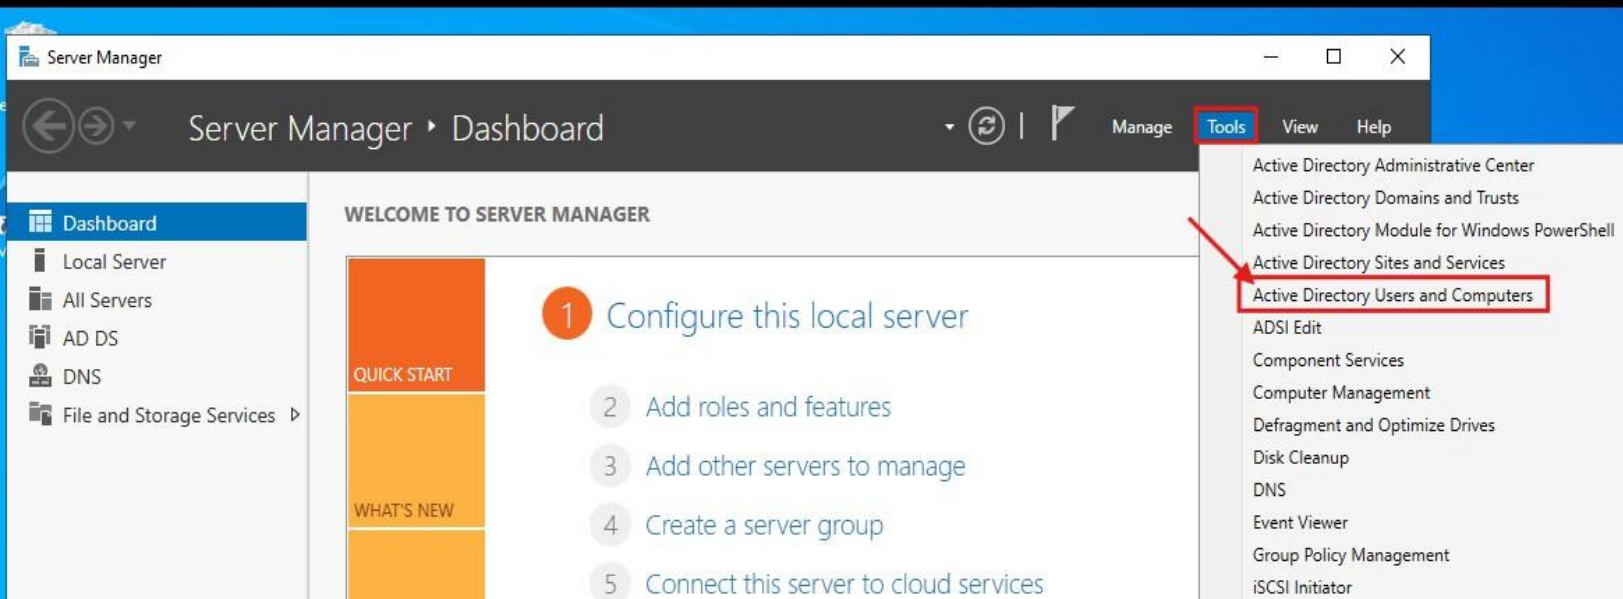 Server Manager
Server Manager ‣ Dashboard
Manage Tools View Help
Dashboard
Local Server
All Servers
AD DS
DNS
File and Storage Services
WELCOME TO SERVER MANAGER
QUICK START
WHAT'S NEW
1 Configure this local server
2 Add roles and features
3 Add other servers to manage
4 Create a server group
5 Connect this server to cloud services
Active Directory Administrative Center
Active Directory Domains and Trusts
Active Directory Module for Windows PowerShell
Active Directory Sites and Services
Active Directory Users and Computers
ADSI Edit
Component Services
Computer Management
Defragment and Optimize Drives
Disk Cleanup
DNS
Event Viewer
Group Policy Management
iSCSI Initiator